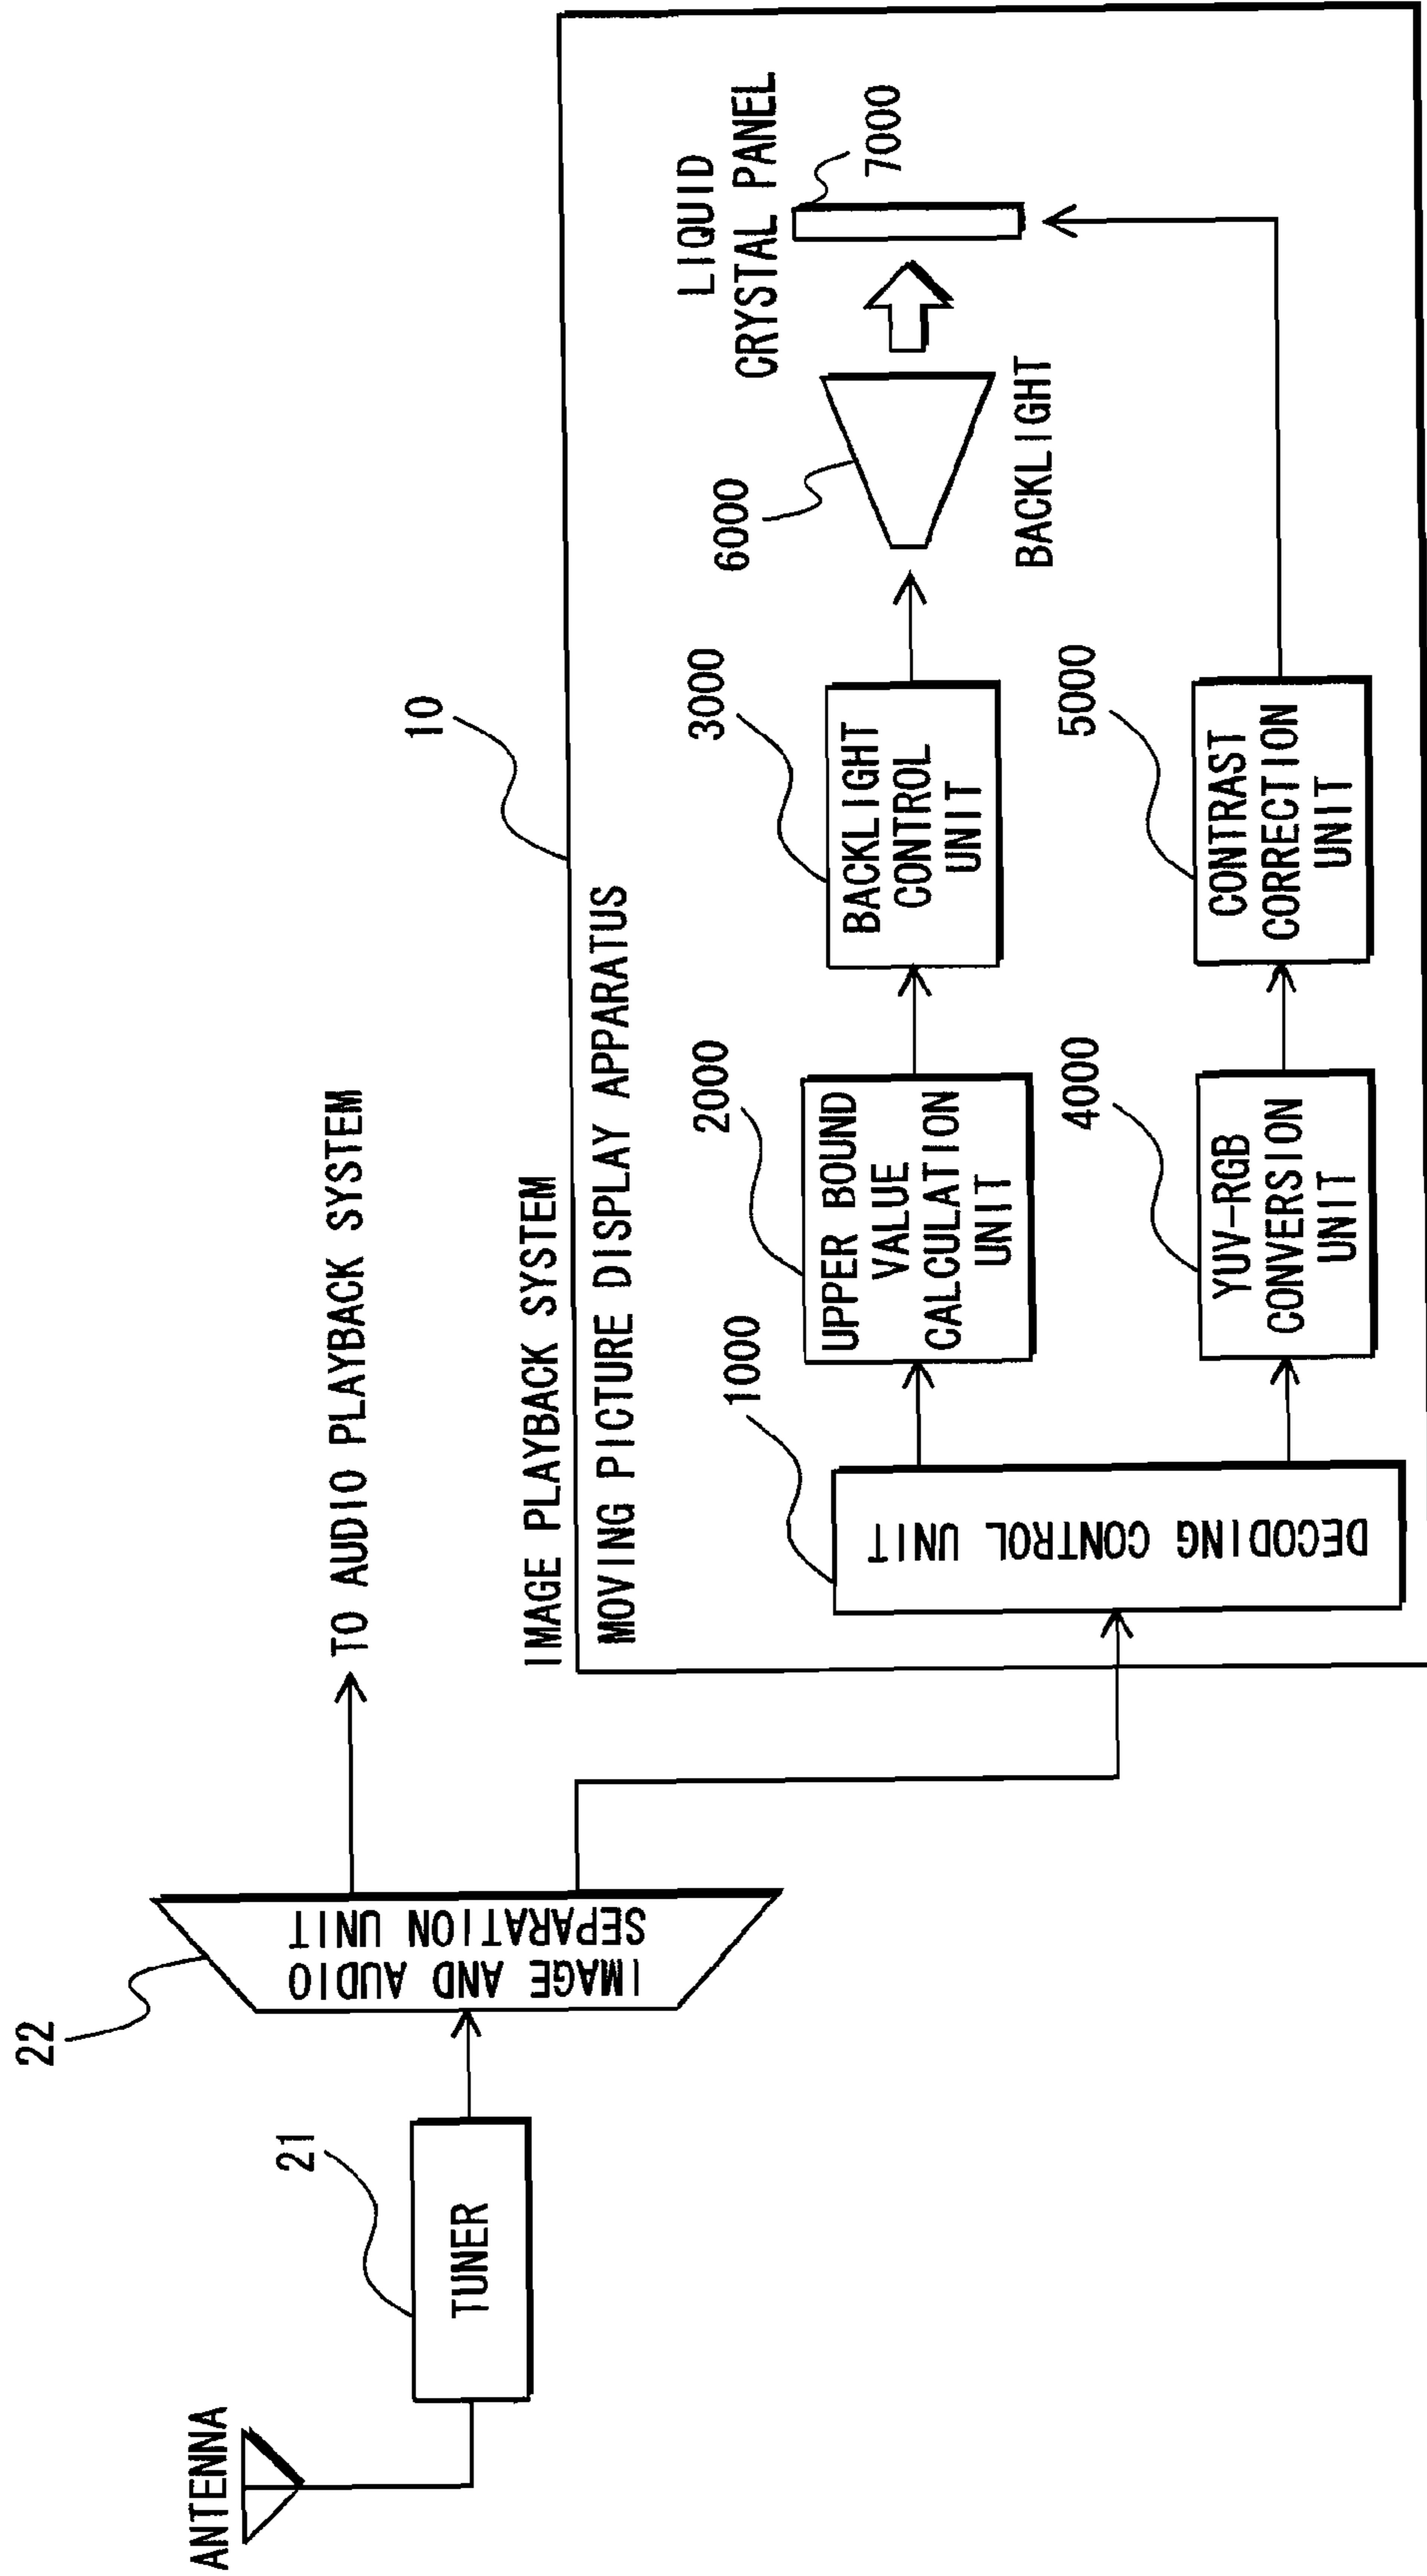 ANTENNA
21
TUNER
22
IMAGE AND AUDIO
SEPARATION UNIT
TO AUDIO PLAYBACK SYSTEM
10
IMAGE PLAYBACK SYSTEM
MOVING PICTURE DISPLAY APPARATUS
1000
DECODING CONTROL UNIT
2000
UPPER BOUND
VALUE
CALCULATION
UNIT
3000
BACKLIGHT
CONTROL
UNIT
6000
BACKLIGHT
LIQUID
CRYSTAL PANEL
7000
4000
YUV-RGB
CONVERSION
UNIT
5000
CONTRAST
CORRECTION
UNIT